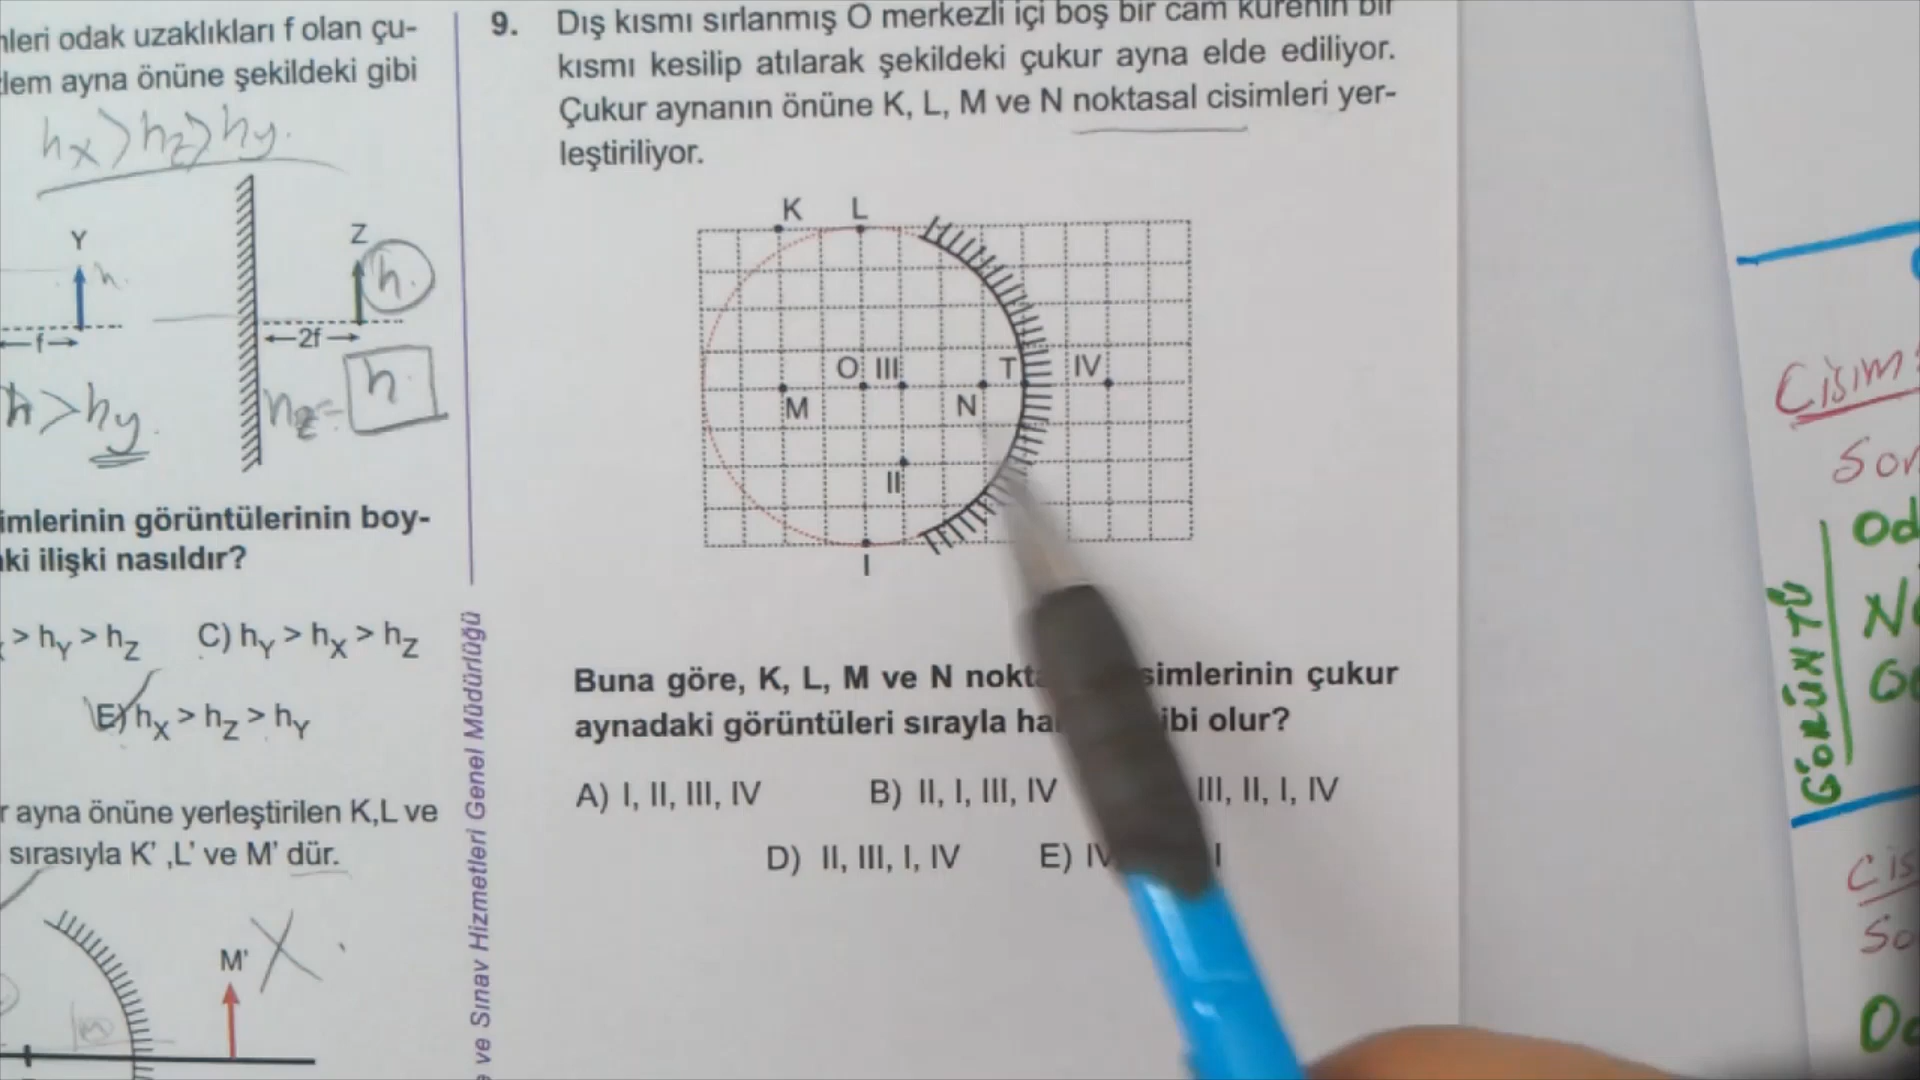 nleri odak uzaklıkları f olan çu-
lem ayna önüne şekildeki gibi
hx>hz>hy.
Y
h.
f
Z
h.
2f
h>hy
hz=
h
imlerinin görüntülerinin boy-
ki ilişki nasıldır?
> hY > hZ C) hY > hX > hZ
E) hX > hZ > hY
r ayna önüne yerleştirilen K,L ve
sırasıyla K' ,L' ve M' dür.
M'
ve Sınav Hizmetleri Genel Müdürlüğü
9. Dış kısmı sırlanmış O merkezli içi boş bir cam kürenin bir
kısmı kesilip atılarak şekildeki çukur ayna elde ediliyor.
Çukur aynanın önüne K, L, M ve N noktasal cisimleri yer-
leştiriliyor.
K L
O III T IV
M N
II
I
Buna göre, K, L, M ve N nokta simlerinin çukur
aynadaki görüntüleri sırayla ha ibi olur?
A) I, II, III, IV B) II, I, III, IV III, II, I, IV
D) II, III, I, IV E) IV I
Cisim
Son
Od
GÖRÜNTÜ